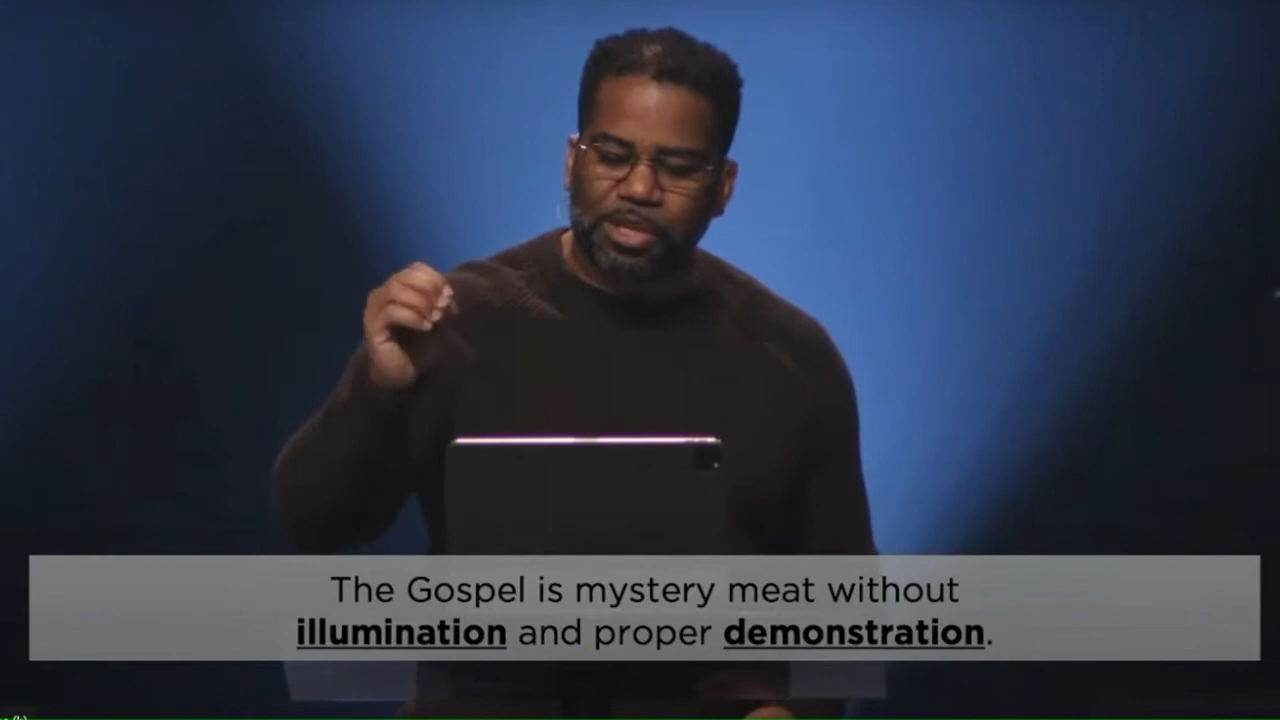 The Gospel is mystery meat without
illumination and proper demonstration.